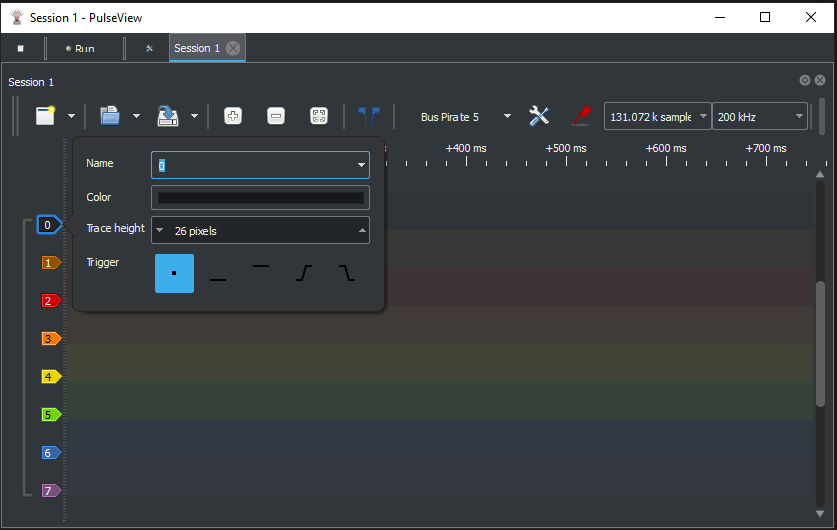 Session 1 - PulseView
Run
Session 1
Session 1
Bus Pirate 5
131.072 k sample
200 kHz
ms
+400 ms
+500 ms
+600 ms
+700 ms
Name
0
Color
Trace height
26 pixels
Trigger
0
1
2
3
4
5
6
7